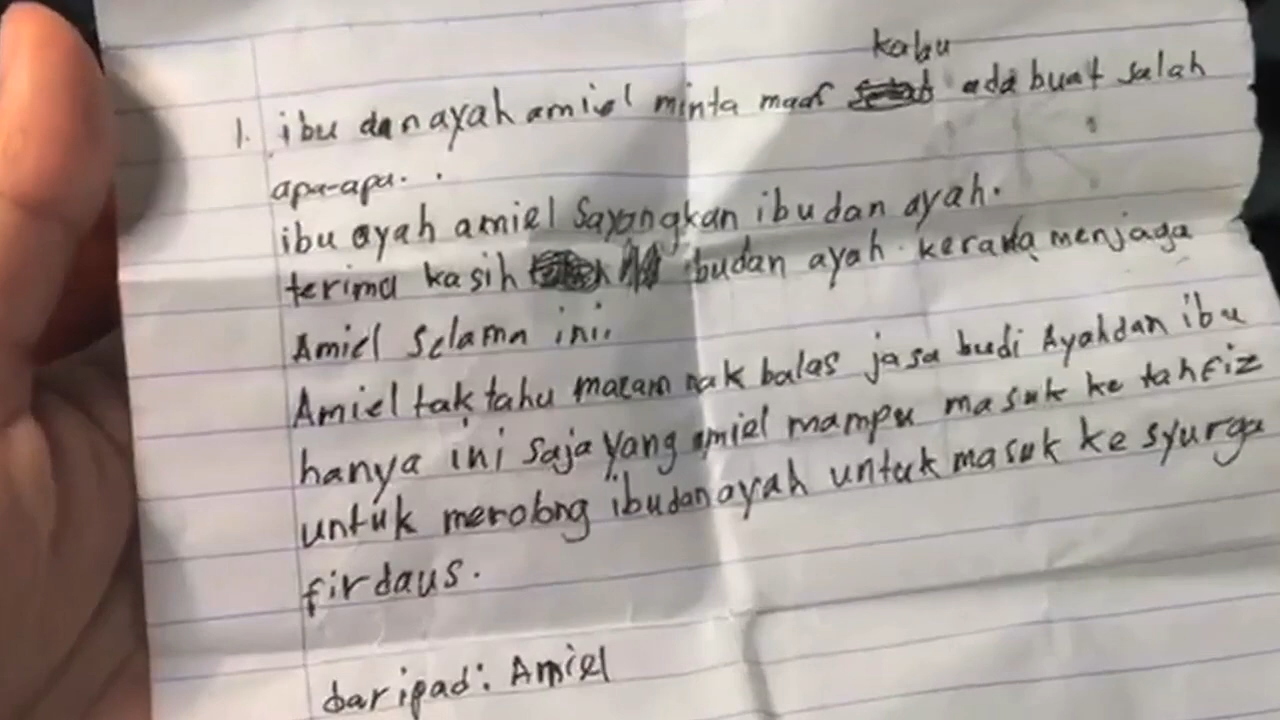 kalau
1. ibu dan ayah amiel minta maaf ada buat salah
apa-apa.
ibu ayah amiel Sayangkan ibu dan ayah.
terima kasih ibu dan ayah kerana menjaga
Amiel selama ini.
Amiel tak tahu macam nak balas jasa budi Ayah dan ibu
hanya ini saja yang amiel mampu masuk ke tahfiz
untuk merolong ibu dan ayah untuk masuk ke syurga
firdaus.
daripad: Amiel